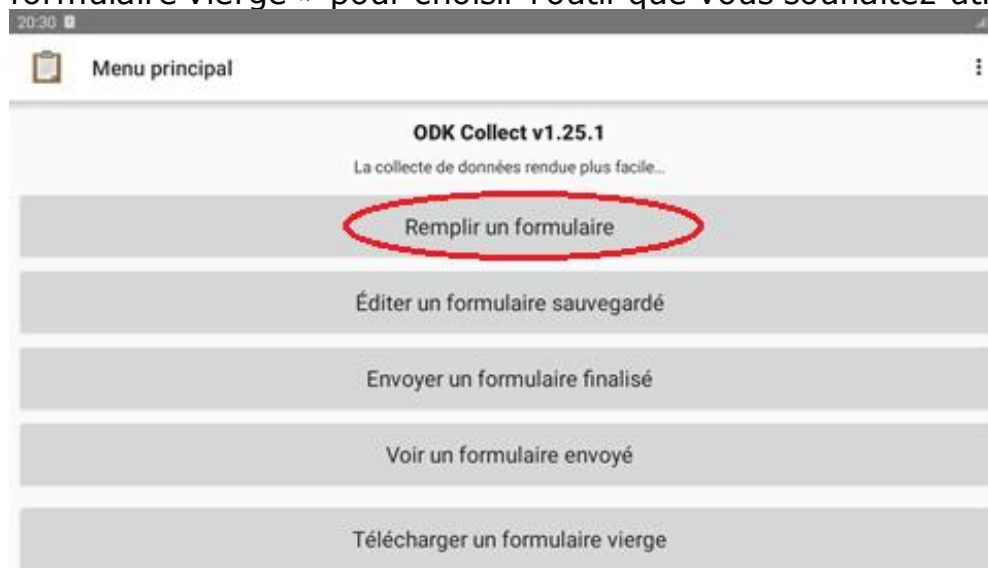 formulaire vierge » pour choisir l'outil que vous souhaitez
20:30
Menu principal
ODK Collect v1.25.1
La collecte de données rendue plus facile...
Remplir un formulaire
Éditer un formulaire sauvegardé
Envoyer un formulaire finalisé
Voir un formulaire envoyé
Télécharger un formulaire vierge